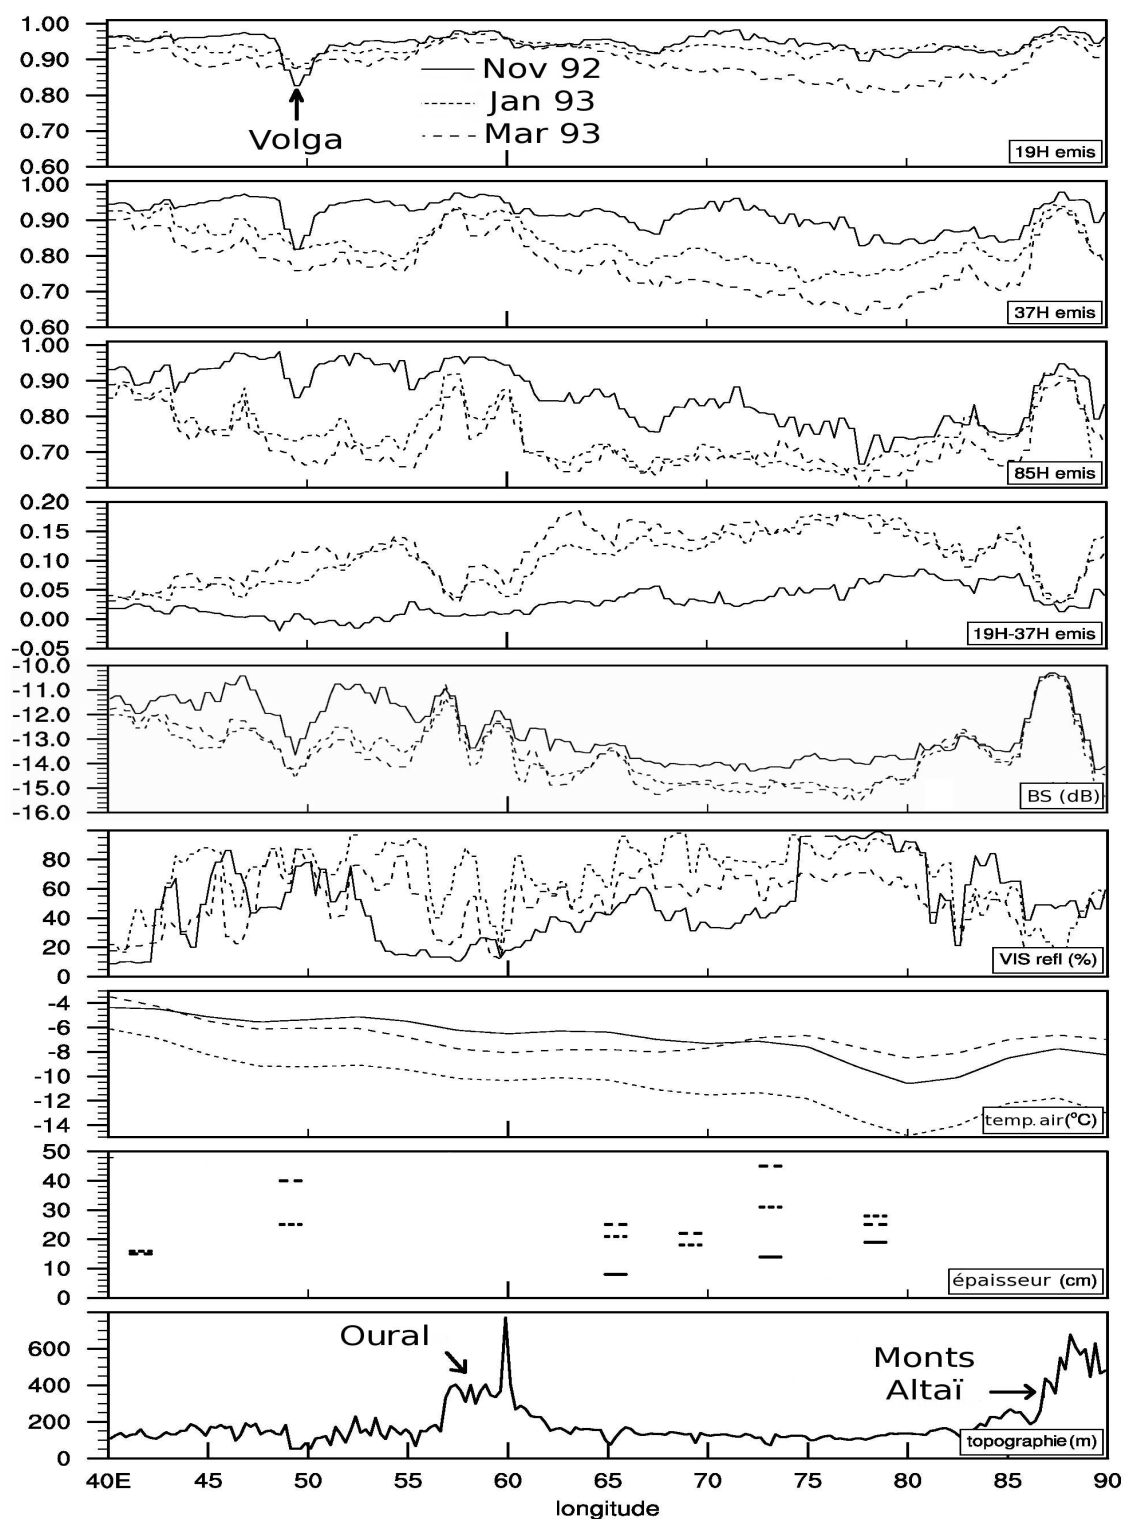 1.00
0.90
0.80
0.70
0.60
Nov 92
Jan 93
Mar 93
Volga
19H emis
1.00
0.90
0.80
0.70
0.60
37H emis
1.00
0.90
0.80
0.70
85H emis
0.20
0.15
0.10
0.05
0.00
-0.05
19H-37H emis
-10.0
-11.0
-12.0
-13.0
-14.0
-15.0
-16.0
BS (dB)
80
60
40
20
0
VIS refl (%)
-4
-6
-8
-10
-12
-14
temp. air(°C)
50
40
30
20
10
0
épaisseur (cm)
600
400
200
0
Oural
Monts
Altaï
topographie (m)
40E 45 50 55 60 65 70 75 80 85 90
longitude